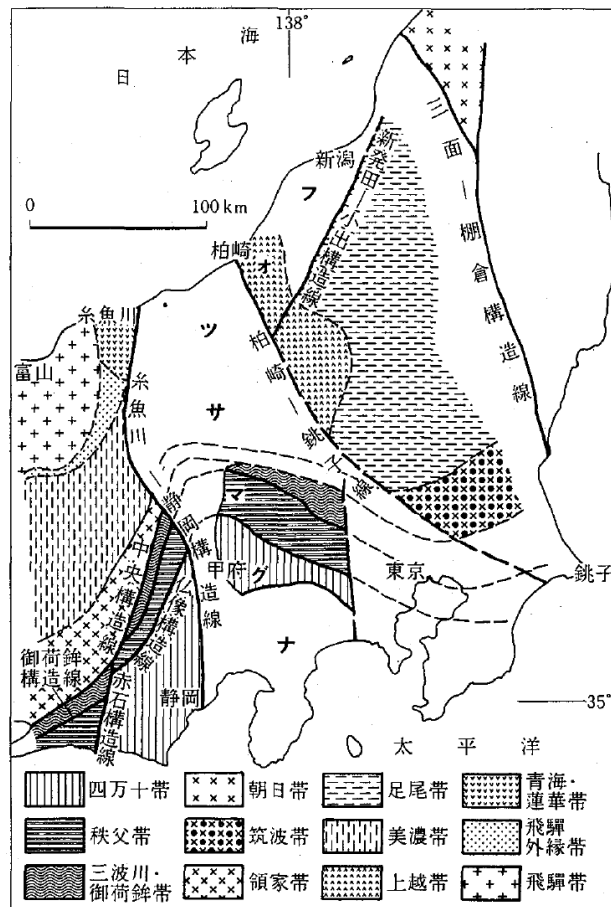 138°
日本海
新潟
フ
新発田―小出構造線
三面―棚倉構造線
0 100 km
柏崎
オ
糸魚川
ツ
柏崎―銚子線
富山
サ
糸魚川―静岡構造線
マ
中央構造線
甲府
グ
東京
銚子
仏像構造線
御荷鉾構造線
ナ
赤石構造線
静岡
35°
太平洋
四万十帯
朝日帯
足尾帯
青海・蓮華帯
秩父帯
筑波帯
美濃帯
飛騨外縁帯
三波川・御荷鉾帯
領家帯
上越帯
飛騨帯